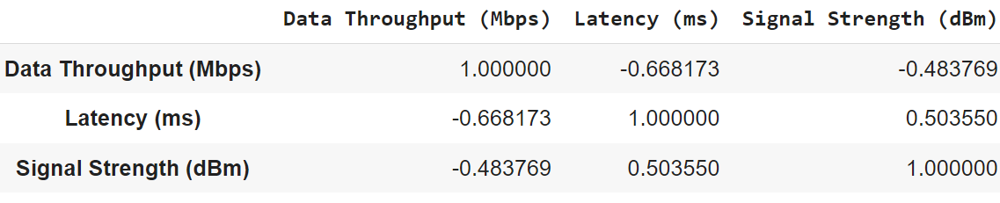 Data Throughput (Mbps) Latency (ms) Signal Strength (dBm)
Data Throughput (Mbps) 1.000000 -0.668173 -0.483769
Latency (ms) -0.668173 1.000000 0.503550
Signal Strength (dBm) -0.483769 0.503550 1.000000